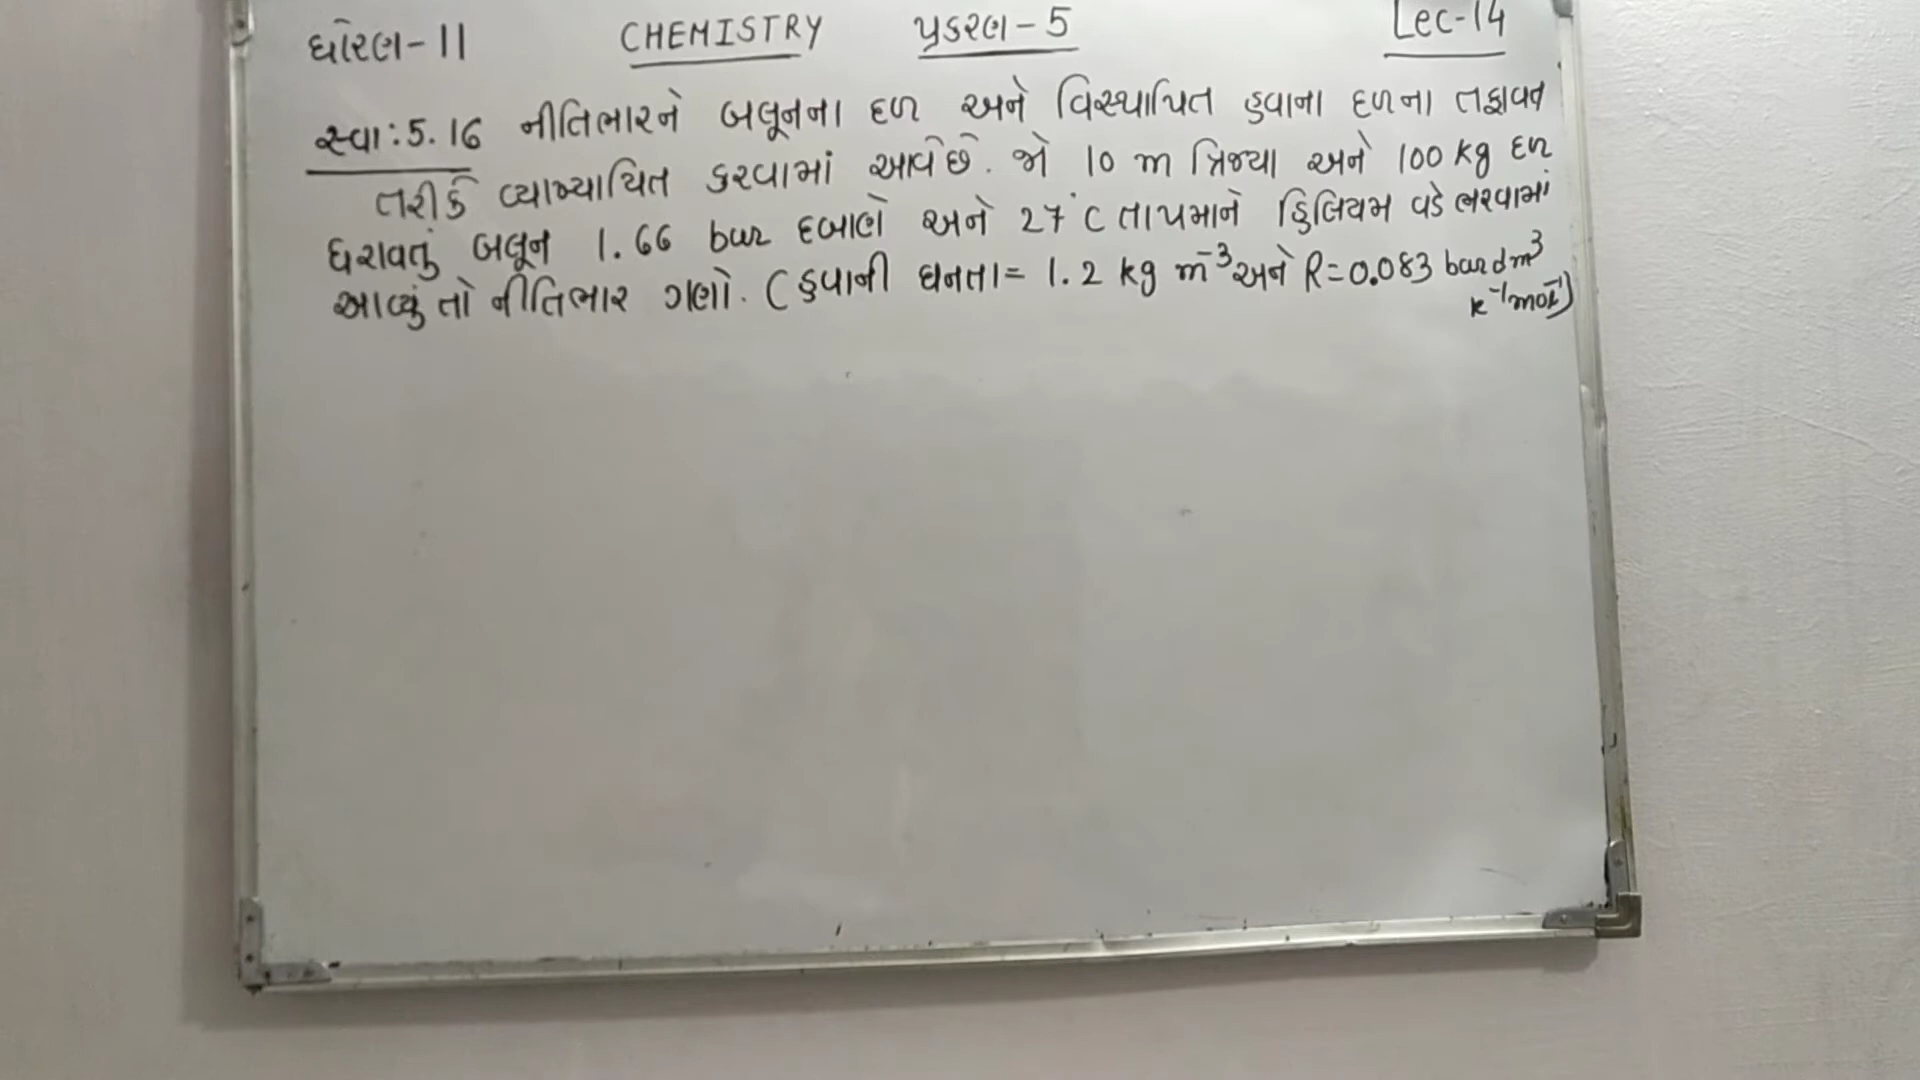 ધોરણ-11 CHEMISTRY પ્રકરણ-5 Lec-14
સ્વા:5.16 નીતિભારને બલૂનના દળ અને વિસ્થાપિત હવાના દળના તફાવત
તરીકે વ્યાખ્યાયિત કરવામાં આવે છે. જો 10 m ત્રિજ્યા અને 100 kg દળ
ધરાવતું બલૂન 1.66 bar દબાણે અને 27°C તાપમાને હિલિયમ વડે ભરવામાં
આવ્યું તો નીતિભાર ગણો. (હવાની ઘનતા = 1.2 kg m⁻³ અને R=0.083 bar dm³
K⁻¹mol⁻¹)